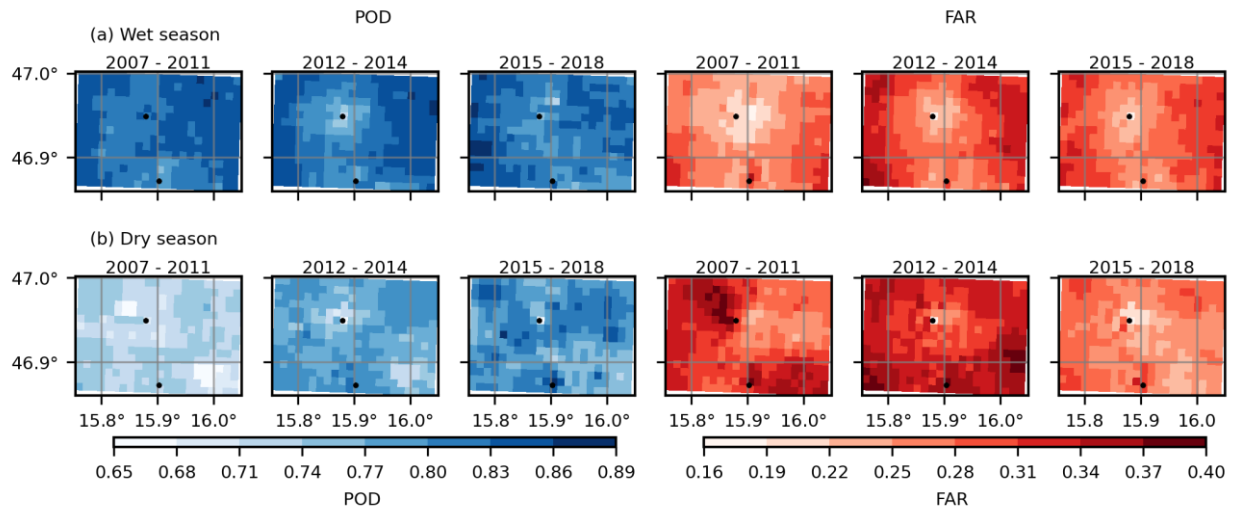 POD FAR
(a) Wet season
2007 - 2011 2012 - 2014 2015 - 2018 2007 - 2011 2012 - 2014 2015 - 2018
47.0°
46.9°
(b) Dry season
2007 - 2011 2012 - 2014 2015 - 2018 2007 - 2011 2012 - 2014 2015 - 2018
47.0°
46.9°
15.8° 15.9° 16.0° 15.8° 15.9° 16.0° 15.8° 15.9° 16.0° 15.8° 15.9° 16.0° 15.8° 15.9° 16.0° 15.8° 15.9° 16.0°
0.65 0.68 0.71 0.74 0.77 0.80 0.83 0.86 0.89 0.16 0.19 0.22 0.25 0.28 0.31 0.34 0.37 0.40
POD FAR